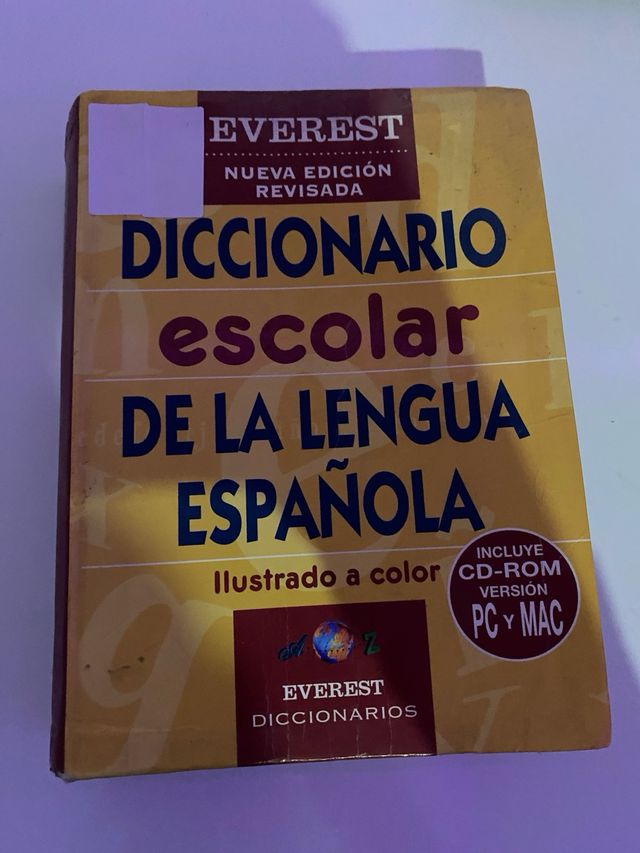 EVEREST
NUEVA EDICIÓN
REVISADA
DICCIONARIO
escolar
DE LA LENGUA
ESPAÑOLA
Ilustrado a color
INCLUYE
CD-ROM
VERSIÓN
PC Y MAC
A Z
EVEREST
DICCIONARIOS